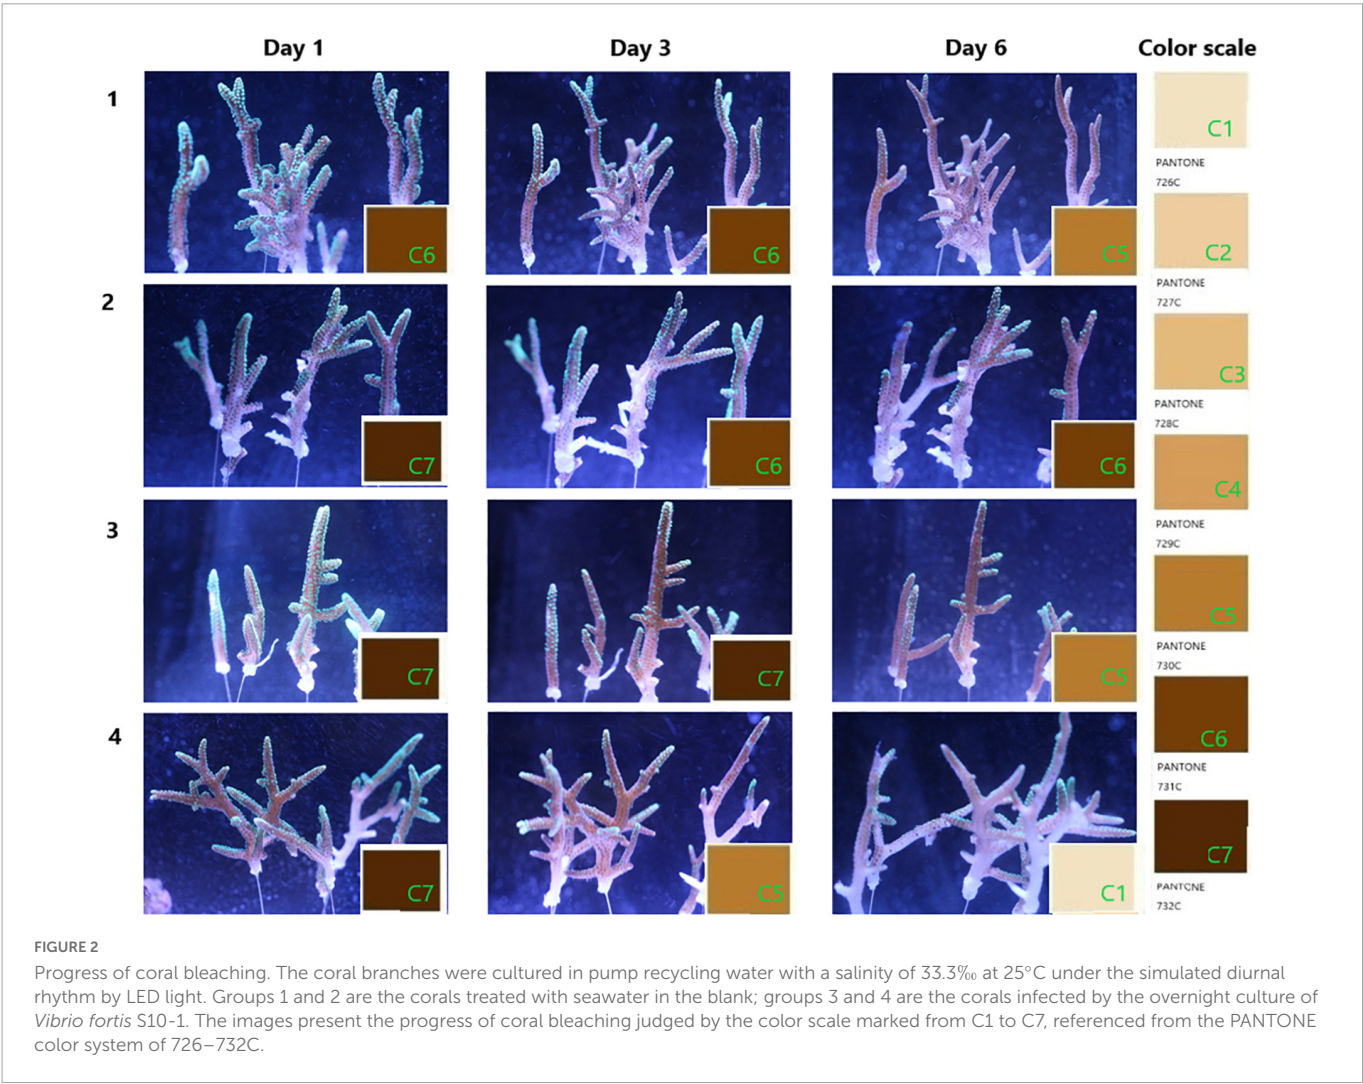 Day 1
Day 3
Day 6
Color scale
1
C6
C6
C5
2
C7
C6
C6
3
C7
C7
C5
4
C7
C5
C1
C1
PANTONE
726C
C2
PANTONE
727C
C3
PANTONE
728C
C4
PANTONE
729C
C5
PANTONE
730C
C6
PANTONE
731C
C7
PANTONE
732C
FIGURE 2
Progress of coral bleaching. The coral branches were cultured in pump recycling water with a salinity of 33.3‰ at 25°C under the simulated diurnal
rhythm by LED light. Groups 1 and 2 are the corals treated with seawater in the blank; groups 3 and 4 are the corals infected by the overnight culture of
Vibrio fortis S10-1. The images present the progress of coral bleaching judged by the color scale marked from C1 to C7, referenced from the PANTONE
color system of 726–732C.